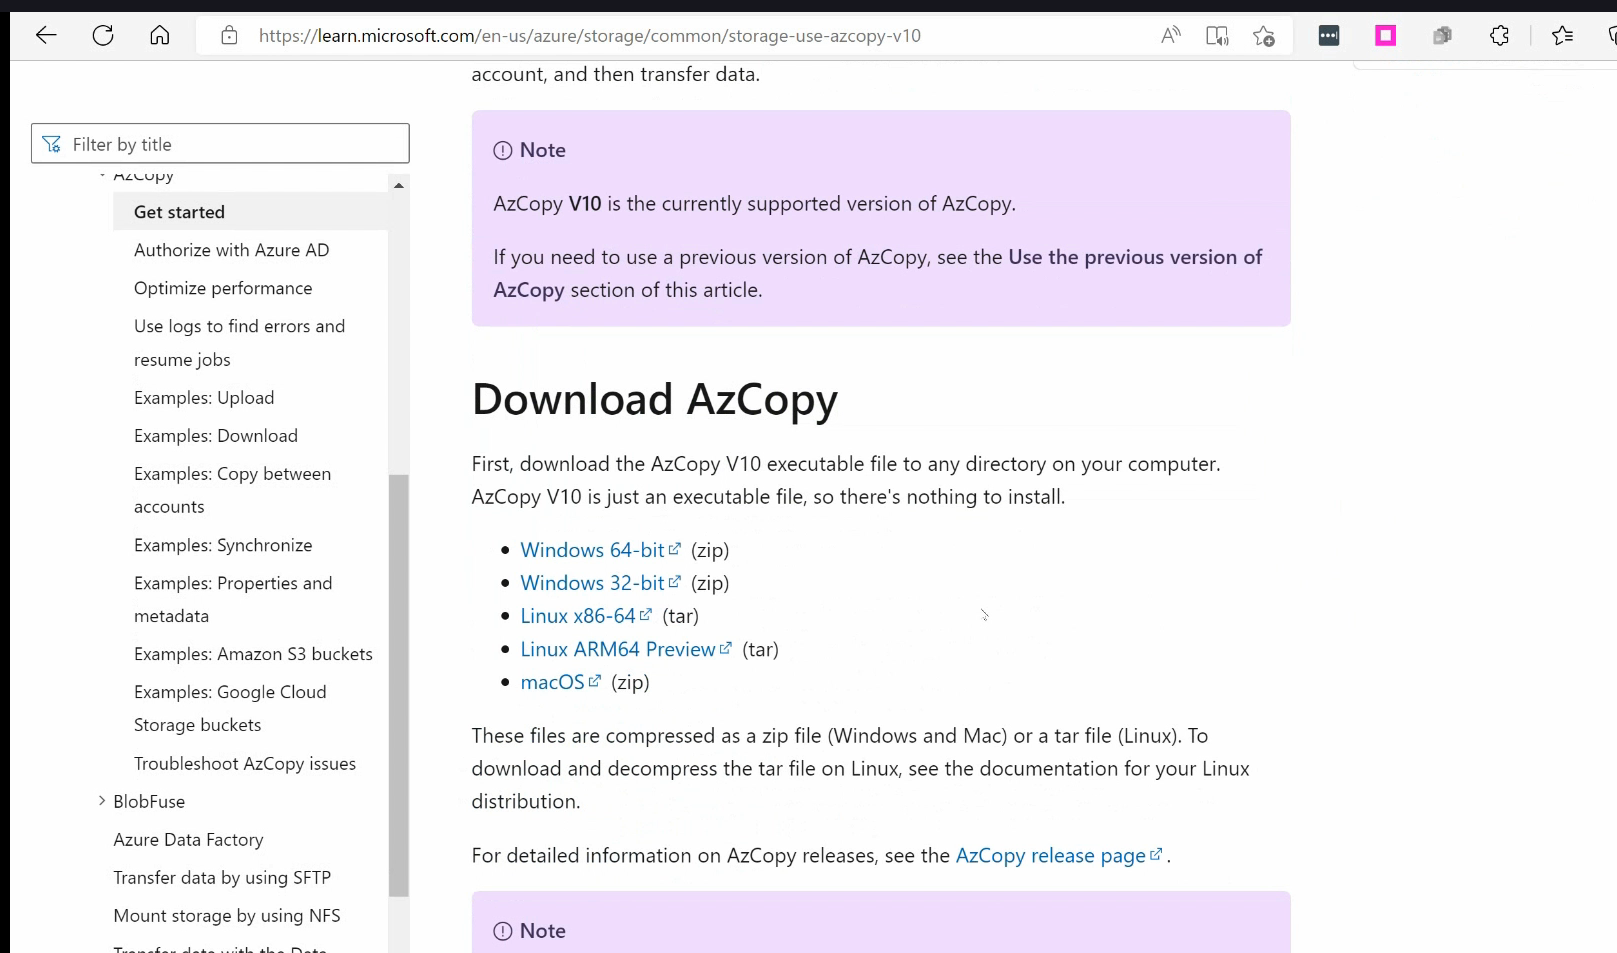 https://learn.microsoft.com/en-us/azure/storage/common/storage-use-azcopy-v10
Filter by title
AzCopy
Get started
Authorize with Azure AD
Optimize performance
Use logs to find errors and
resume jobs
Examples: Upload
Examples: Download
Examples: Copy between
accounts
Examples: Synchronize
Examples: Properties and
metadata
Examples: Amazon S3 buckets
Examples: Google Cloud
Storage buckets
Troubleshoot AzCopy issues
BlobFuse
Azure Data Factory
Transfer data by using SFTP
Mount storage by using NFS
Transfer data with the Data
account, and then transfer data.
Note
AzCopy V10 is the currently supported version of AzCopy.
If you need to use a previous version of AzCopy, see the Use the previous version of
AzCopy section of this article.
Download AzCopy
First, download the AzCopy V10 executable file to any directory on your computer.
AzCopy V10 is just an executable file, so there's nothing to install.
• Windows 64-bit (zip)
• Windows 32-bit (zip)
• Linux x86-64 (tar)
• Linux ARM64 Preview (tar)
• macOS (zip)
These files are compressed as a zip file (Windows and Mac) or a tar file (Linux). To
download and decompress the tar file on Linux, see the documentation for your Linux
distribution.
For detailed information on AzCopy releases, see the AzCopy release page.
Note